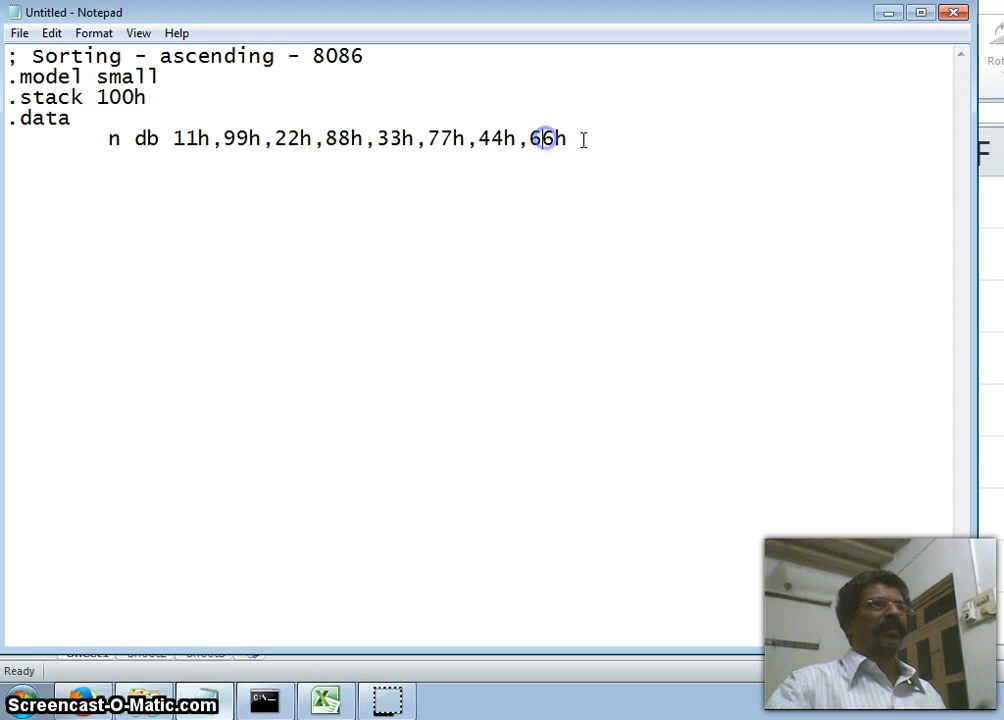 Untitled - Notepad
File Edit Format View Help
; Sorting - ascending - 8086
.model small
.stack 100h
.data
n db 11h,99h,22h,88h,33h,77h,44h,66h
Rot
F
Ready
C:\
Screencast-O-Matic.com